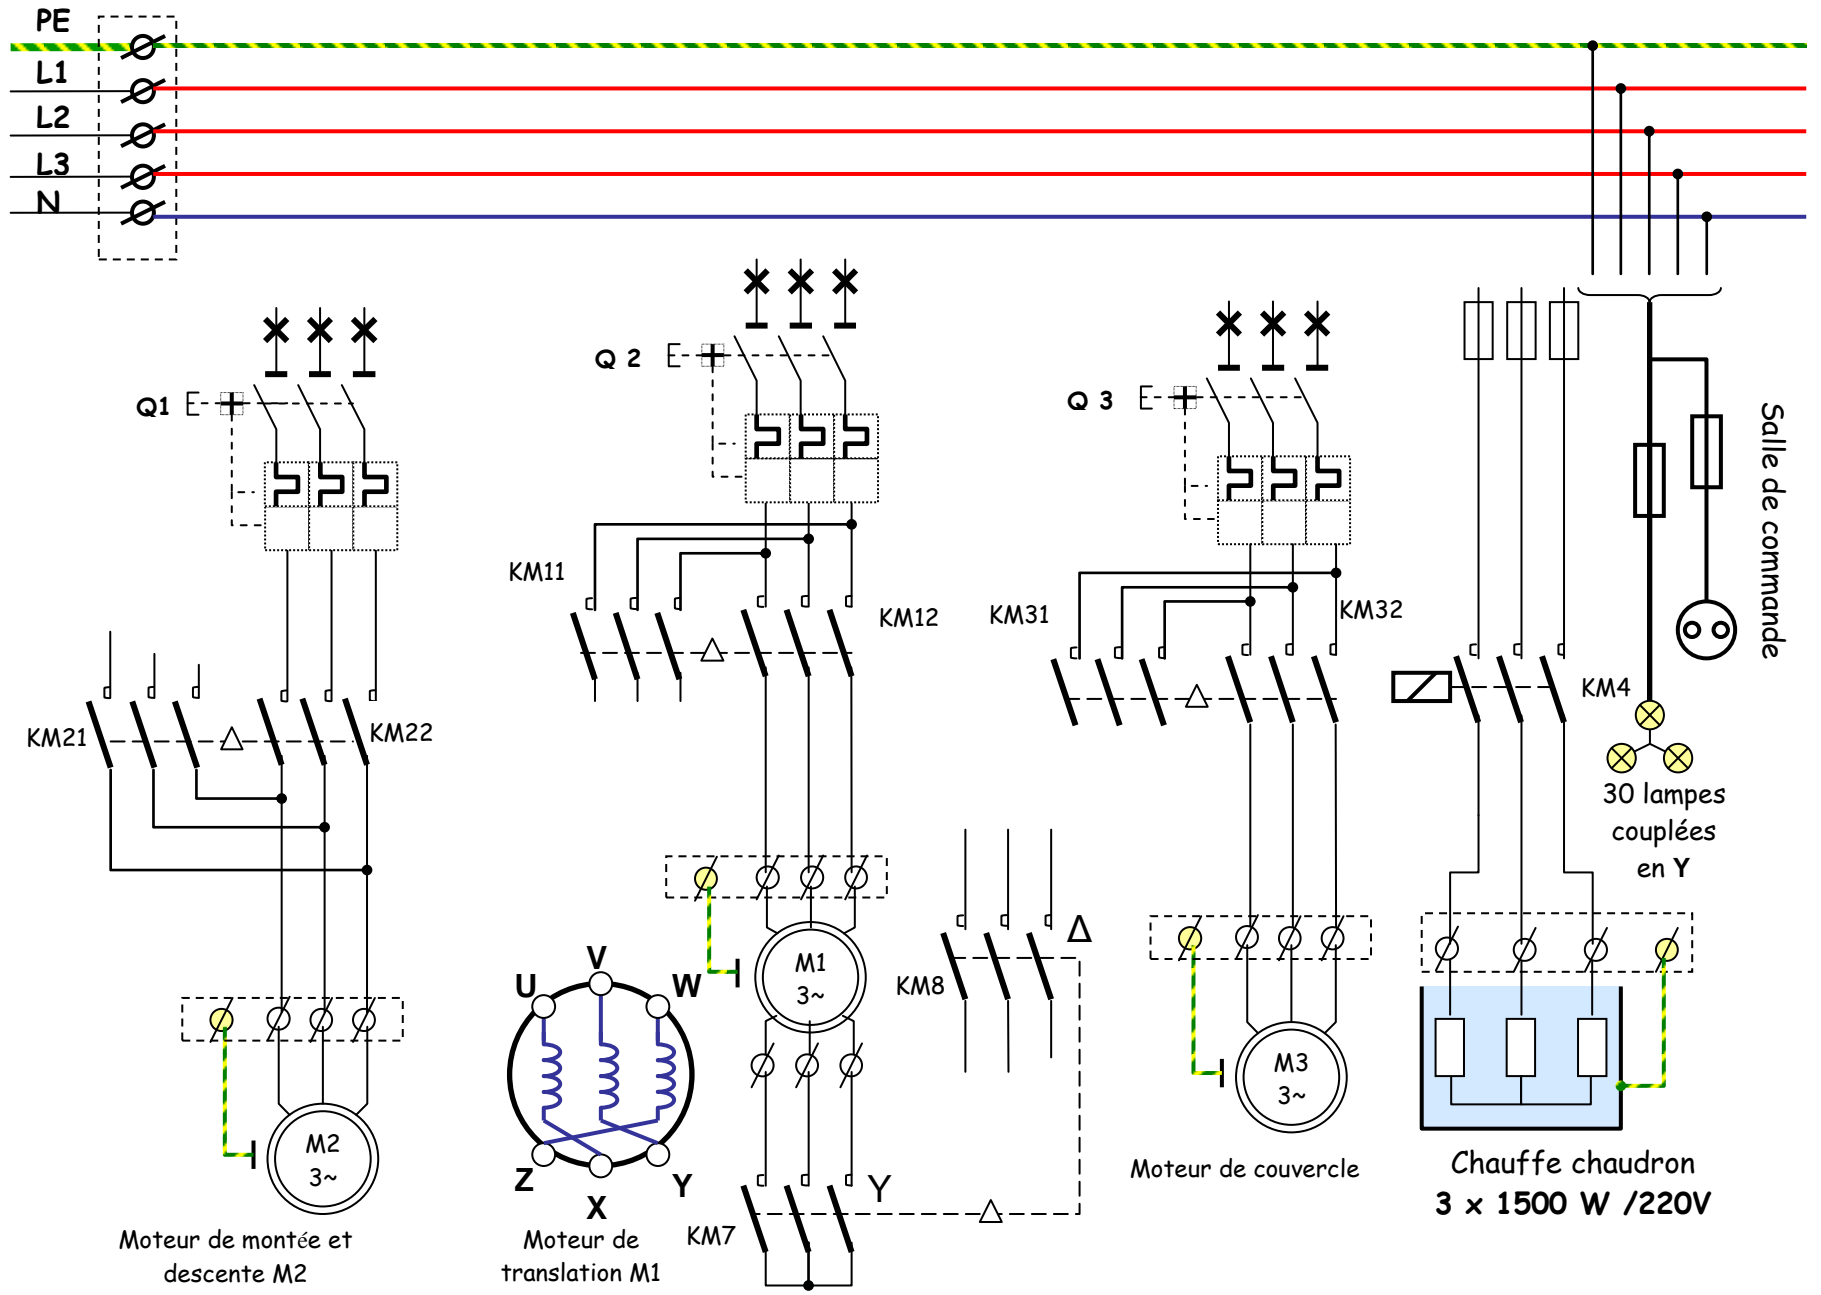 PE
L1
L2
L3
N
Q1
Q 2
Q 3
KM11
KM12
KM31
KM32
KM21
KM22
KM4
Salle de commande
30 lampes
couplées
en Y
Δ
KM8
M1
3~
U
V
W
Z
X
Y
Y
KM7
M2
3~
M3
3~
Moteur de montée et
descente M2
Moteur de
translation M1
Moteur de couvercle
Chauffe chaudron
3 x 1500 W /220V